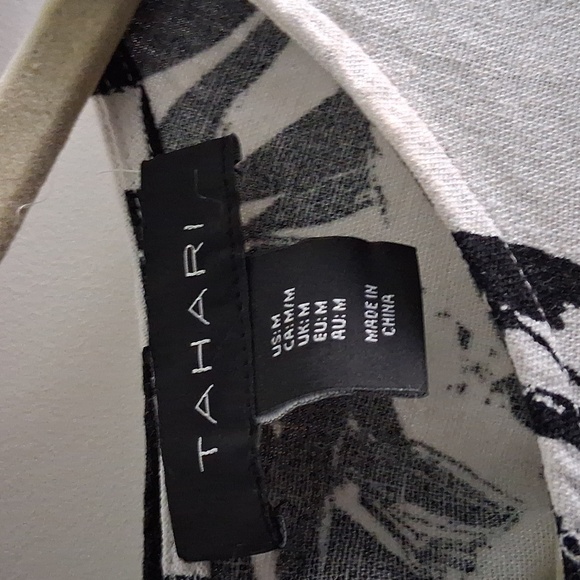 TAHARI
US: M
CA: M/M
UK: M
EU: M
AU: M
MADE IN
CHINA